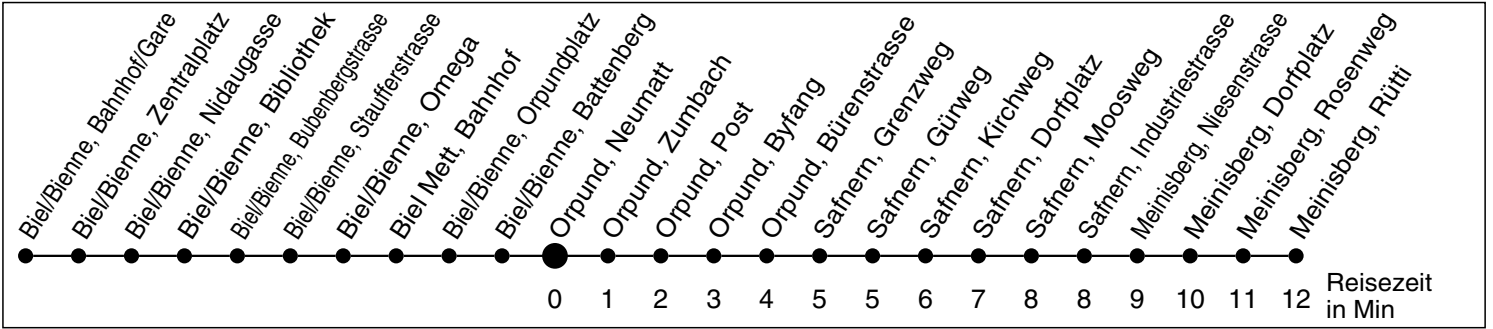 Biel/Bienne, Bahnhof/Gare
Biel/Bienne, Zentralplatz
Biel/Bienne, Nidaugasse
Biel/Bienne, Bibliothek
Biel/Bienne, Bubenbergstrasse
Biel/Bienne, Staufferstrasse
Biel/Bienne, Omega
Biel Mett, Bahnhof
Biel/Bienne, Orpundplatz
Biel/Bienne, Battenberg
Orpund, Neumatt
Orpund, Zumbach
Orpund, Post
Orpund, Byfang
Orpund, Bürenstrasse
Safnern, Grenzweg
Safnern, Gürweg
Safnern, Kirchweg
Safnern, Dorfplatz
Safnern, Moosweg
Safnern, Industriestrasse
Meinisberg, Niesenstrasse
Meinisberg, Dorfplatz
Meinisberg, Rosenweg
Meinisberg, Rütti
0 1 2 3 4 5 5 6 7 8 8 9 10 11 12
Reisezeit
in Min